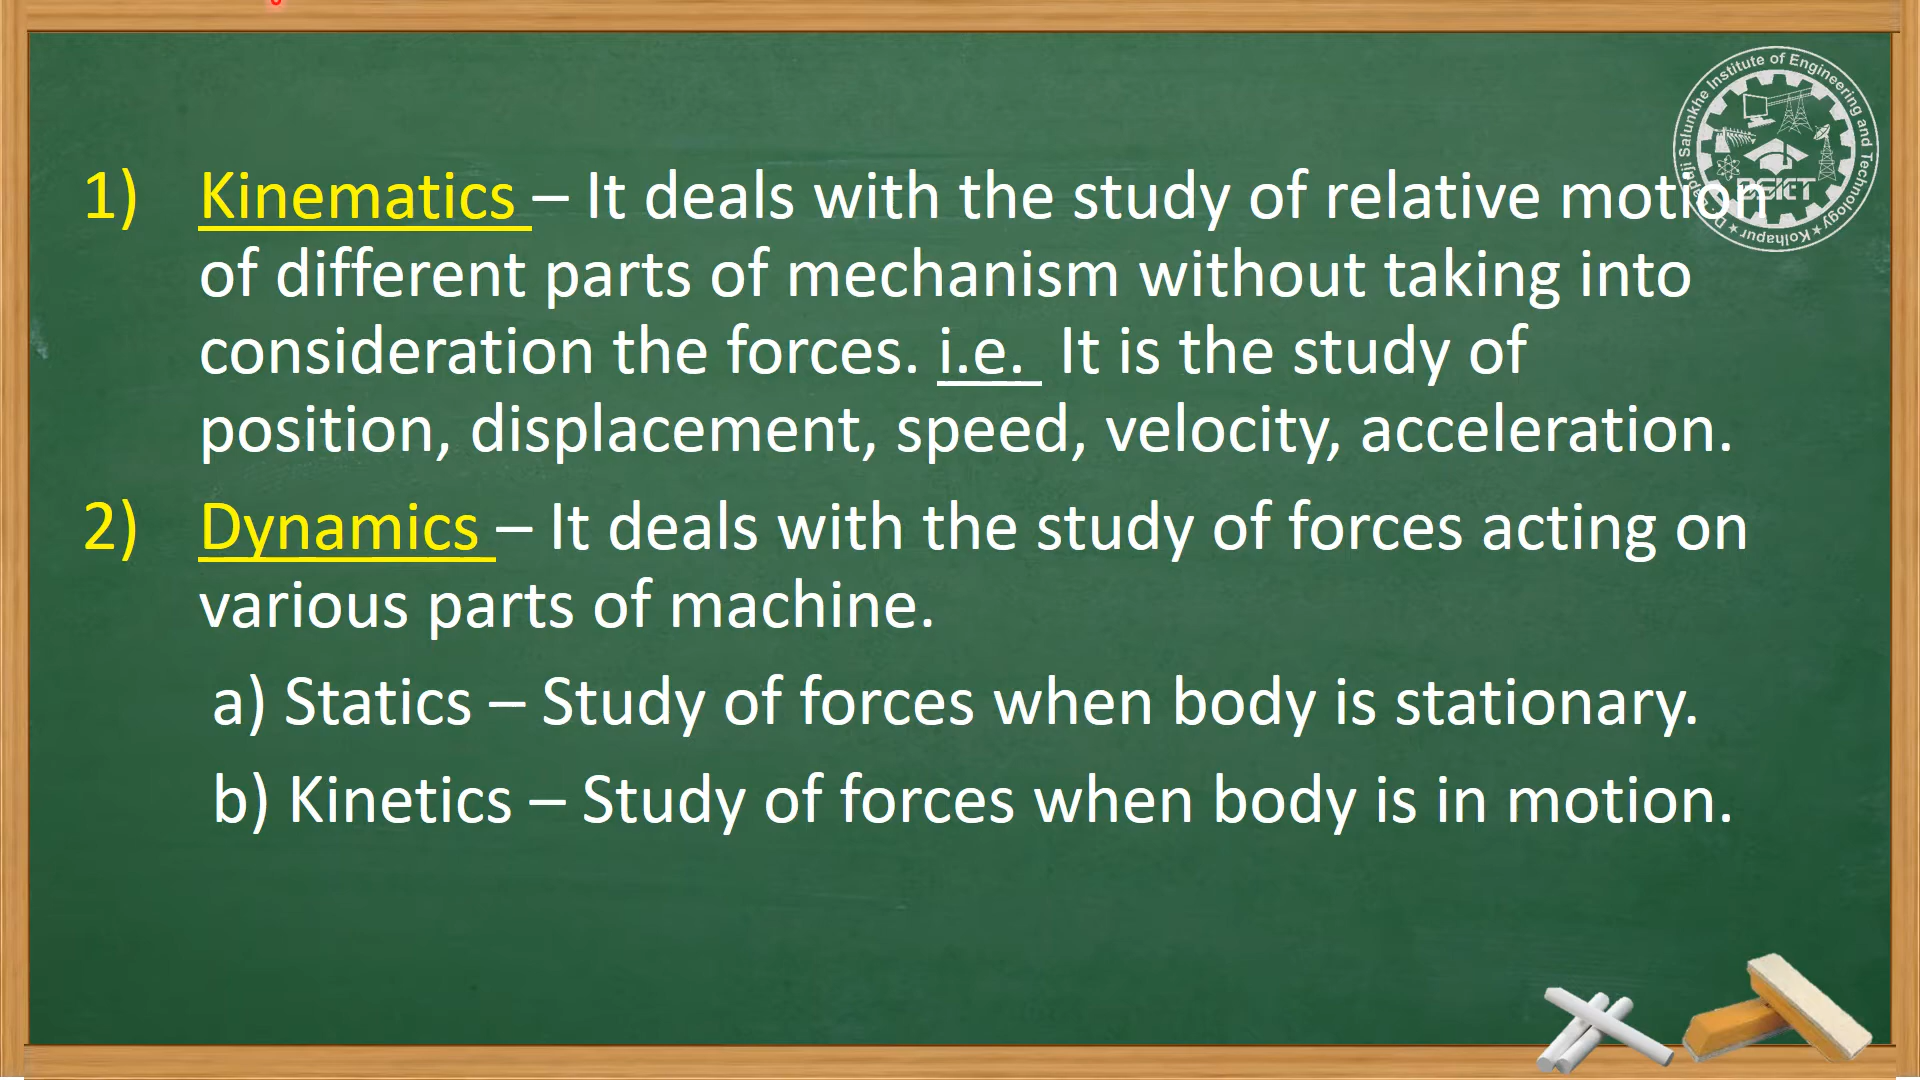 1) Kinematics – It deals with the study of relative motion
of different parts of mechanism without taking into
consideration the forces. i.e. It is the study of
position, displacement, speed, velocity, acceleration.
2) Dynamics – It deals with the study of forces acting on
various parts of machine.
a) Statics – Study of forces when body is stationary.
b) Kinetics – Study of forces when body is in motion.
Salunkhe Institute of Engineering and Technology
Kolhapur